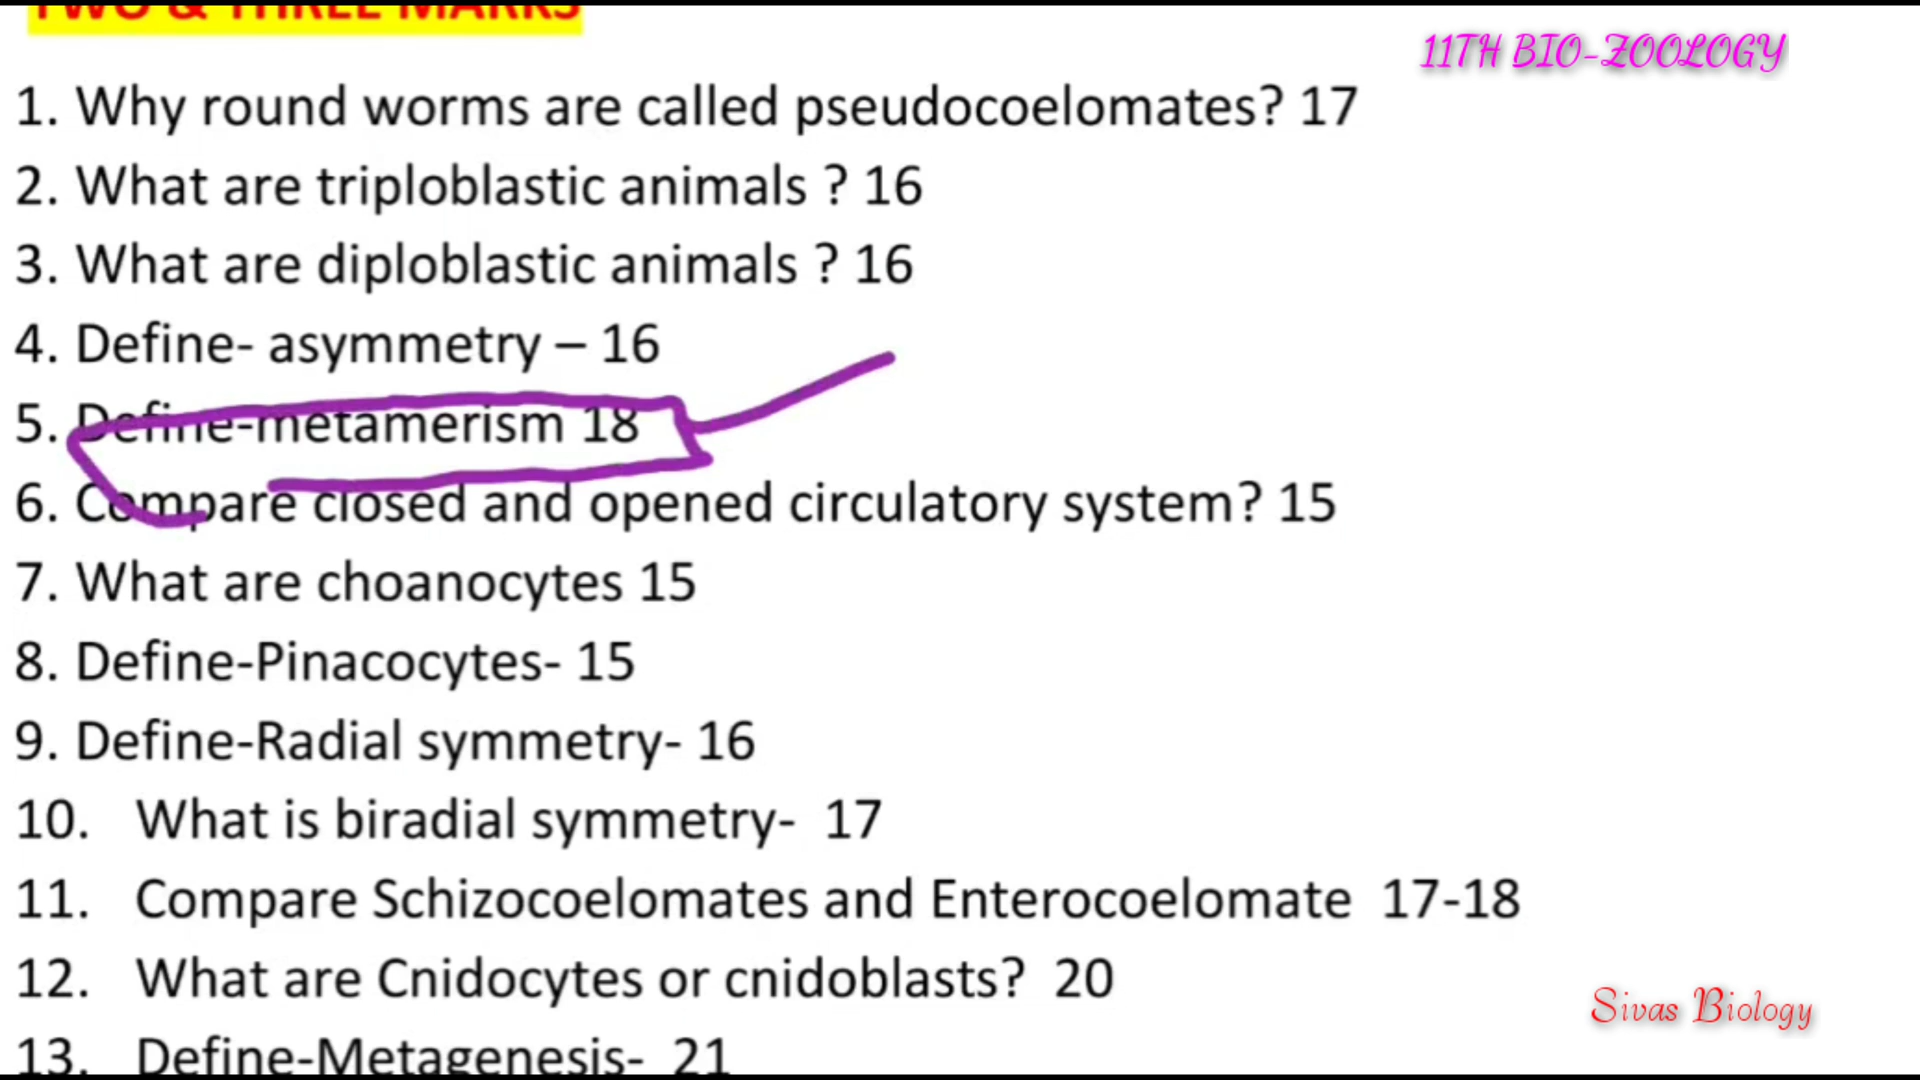 TWO & THREE MARKS
11TH BIO-ZOOLOGY
1. Why round worms are called pseudocoelomates? 17
2. What are triploblastic animals ? 16
3. What are diploblastic animals ? 16
4. Define- asymmetry – 16
5. Define-metamerism 18
6. Compare closed and opened circulatory system? 15
7. What are choanocytes 15
8. Define-Pinacocytes- 15
9. Define-Radial symmetry- 16
10. What is biradial symmetry- 17
11. Compare Schizocoelomates and Enterocoelomate 17-18
12. What are Cnidocytes or cnidoblasts? 20
Sivas Biology
13. Define-Metagenesis- 21